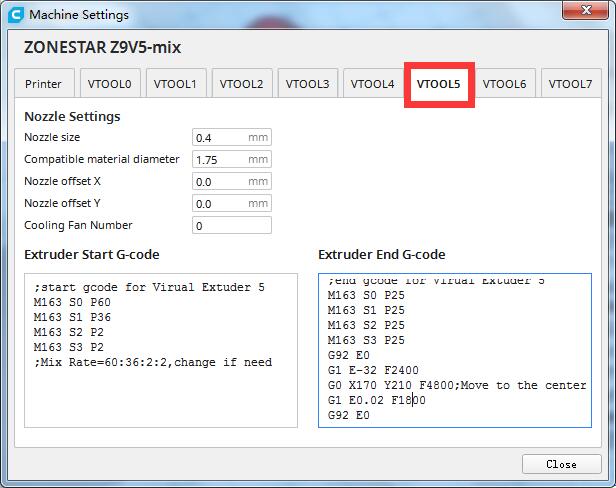 Machine Settings
ZONESTAR Z9V5-mix
Printer VTOOL0 VTOOL1 VTOOL2 VTOOL3 VTOOL4 VTOOL5 VTOOL6 VTOOL7
Nozzle Settings
Nozzle size 0.4 mm
Compatible material diameter 1.75 mm
Nozzle offset X 0.0 mm
Nozzle offset Y 0.0 mm
Cooling Fan Number 0
Extruder Start G-code
;start gcode for Virual Extuder 5
M163 S0 P60
M163 S1 P36
M163 S2 P2
M163 S3 P2
;Mix Rate=60:36:2:2,change if need
Extruder End G-code
;end gcode for Virual Extuder 5
M163 S0 P25
M163 S1 P25
M163 S2 P25
M163 S3 P25
G92 E0
G1 E-32 F2400
G0 X170 Y210 F4800;Move to the center
G1 E0.02 F1800
G92 E0
Close